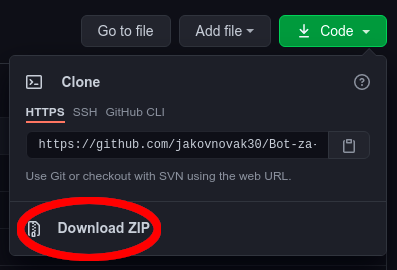 Go to file Add file Code
Clone
HTTPS SSH GitHub CLI
https://github.com/jakovnovak30/Bot-za-
Use Git or checkout with SVN using the web URL.
Download ZIP